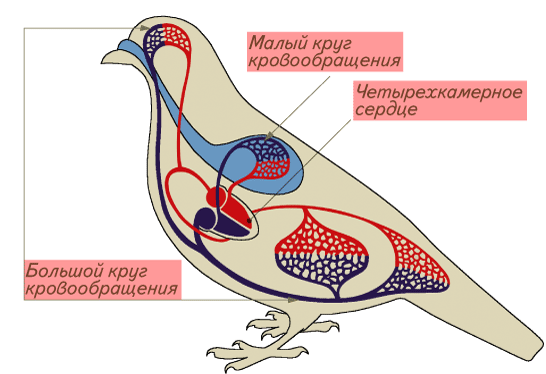 Малый круг
кровообращения
Четырехкамерное
сердце
Большой круг
кровообращения